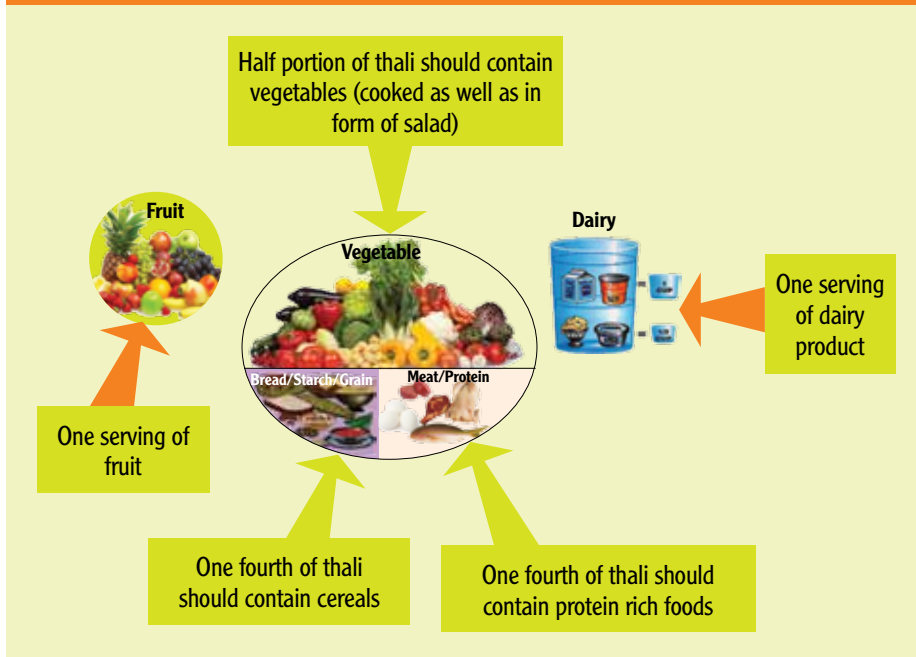 Half portion of thali should contain
vegetables (cooked as well as in
form of salad)
Fruit
Vegetable
Dairy
One serving
of dairy
product
Bread/Starch/Grain
Meat/Protein
One serving of
fruit
One fourth of thali
should contain cereals
One fourth of thali should
contain protein rich foods